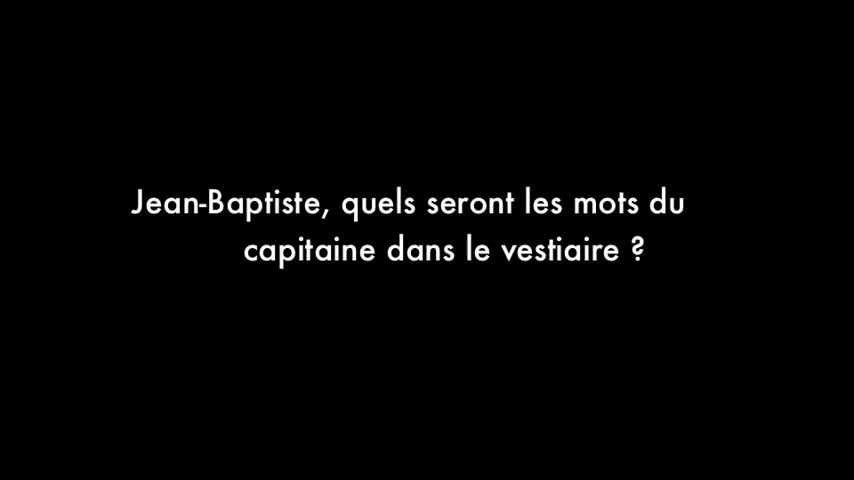 Jean-Baptiste, quels seront les mots du
capitaine dans le vestiaire ?